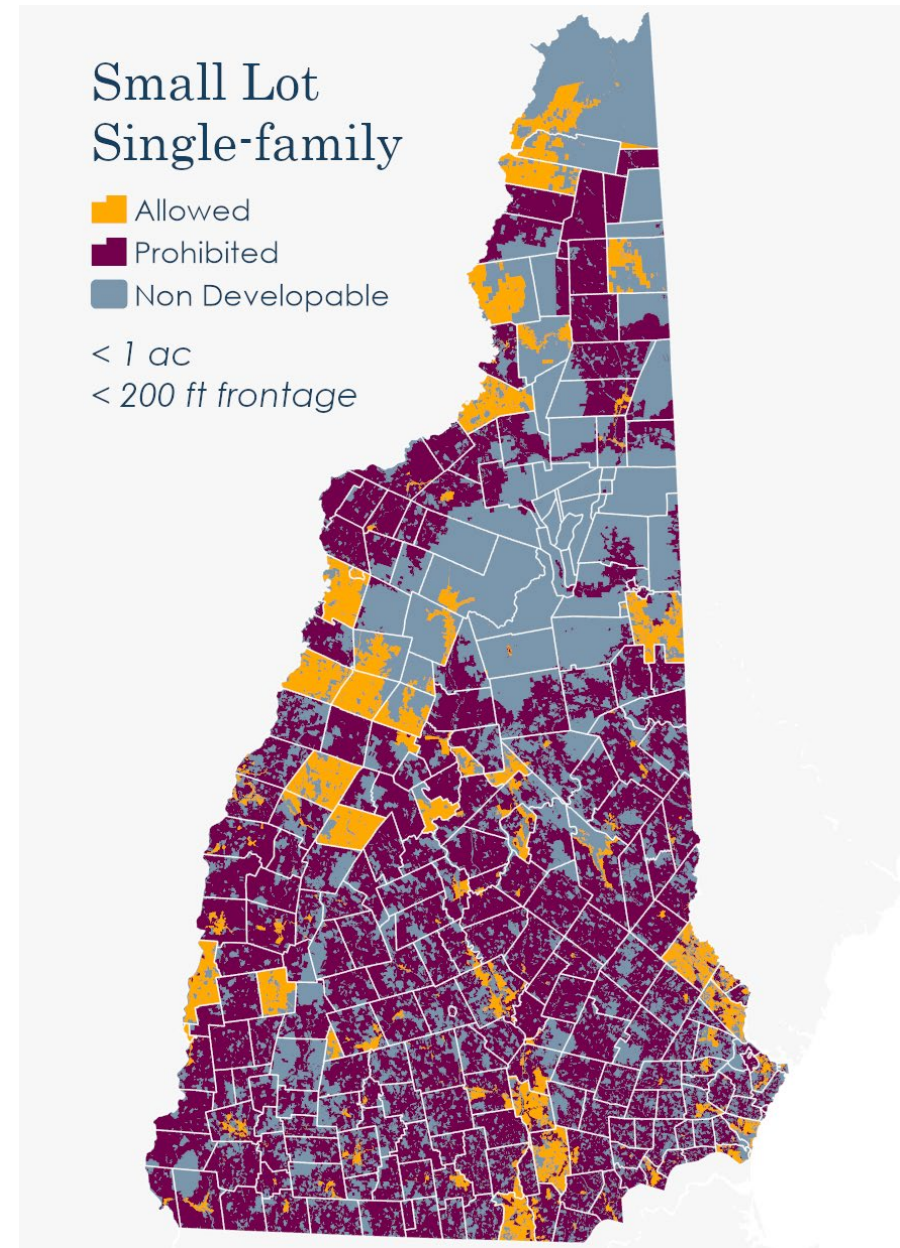 Small Lot
Single-family
Allowed
Prohibited
Non Developable
< 1 ac
< 200 ft frontage